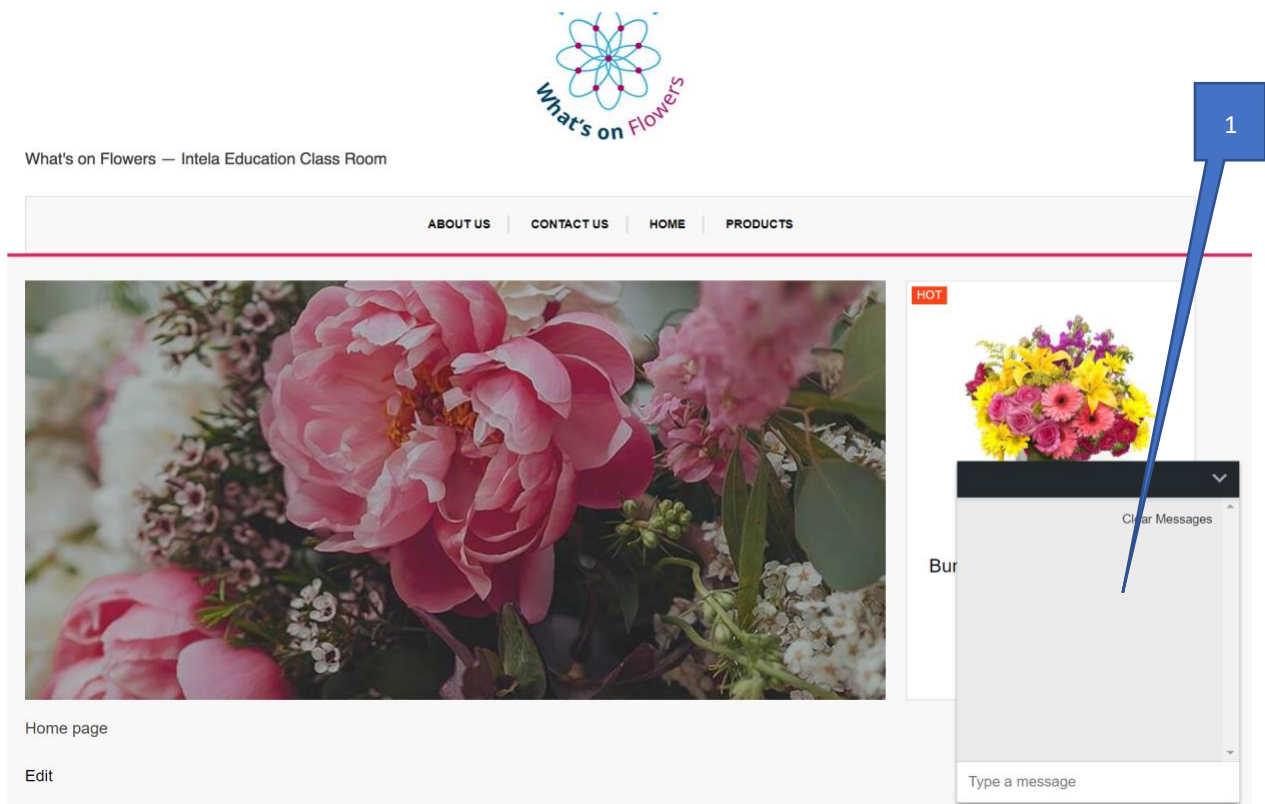 What's on Flowers
1
What's on Flowers — Intela Education Class Room
ABOUT US CONTACT US HOME PRODUCTS
HOT
Clear Messages
Bur
Home page
Edit
Type a message